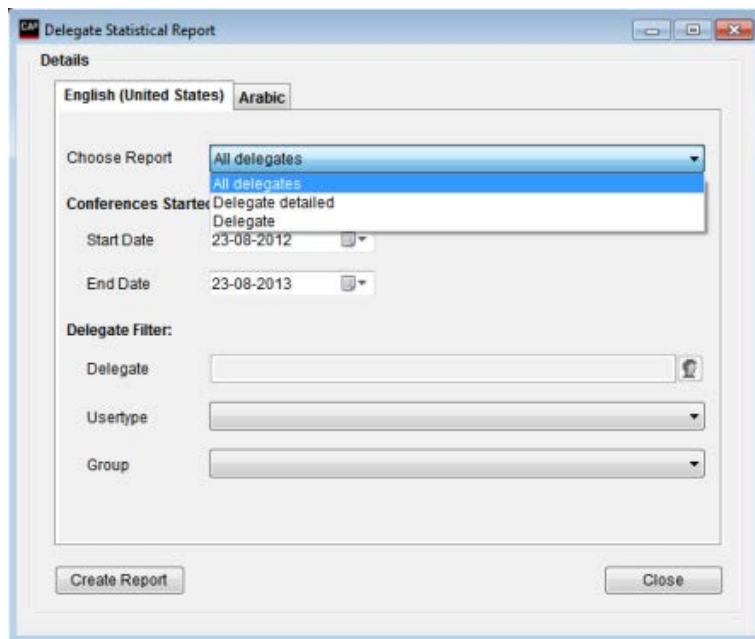 CAP Delegate Statistical Report
Details
English (United States) Arabic
Choose Report All delegates
All delegates
Delegate detailed
Delegate
Conferences Starte
Start Date 23-08-2012
End Date 23-08-2013
Delegate Filter:
Delegate
Usertype
Group
Create Report Close